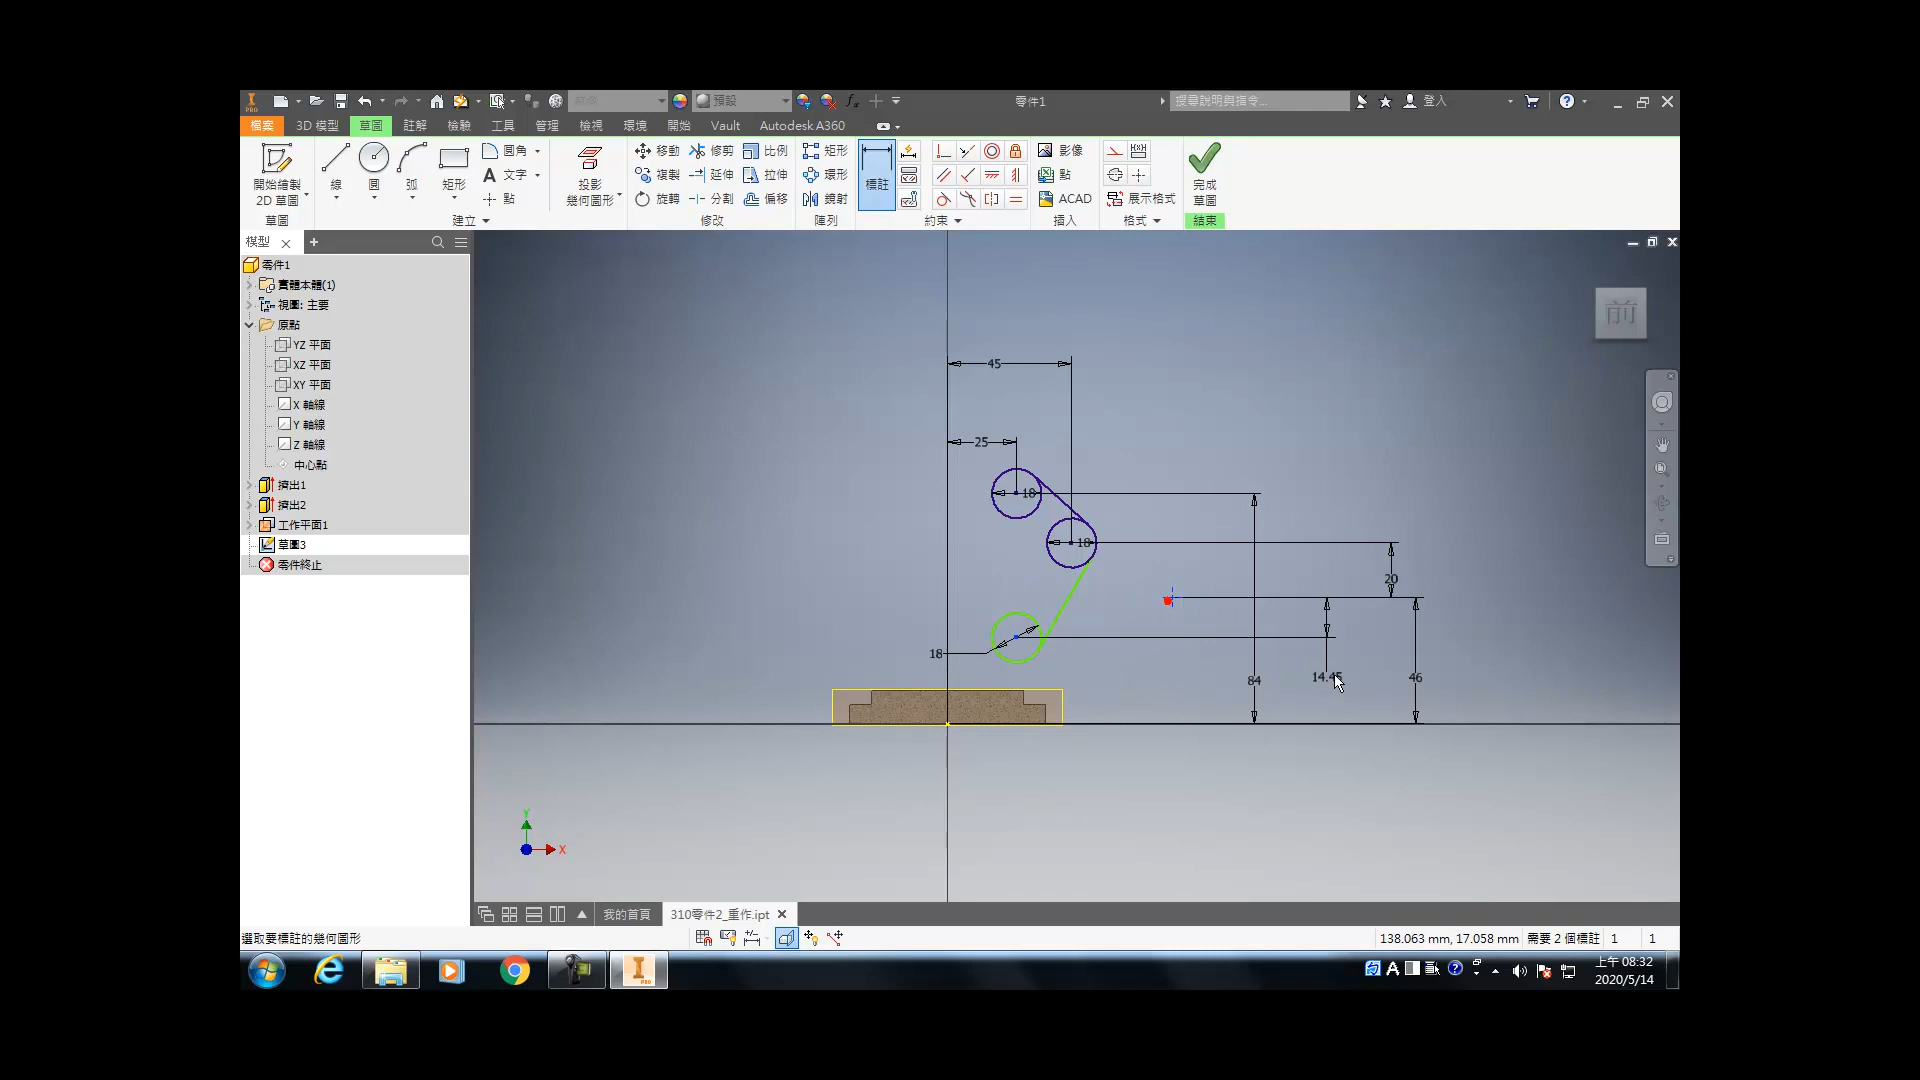 PRO
預設
零件1
搜尋說明與指令...
登入
檔案 3D 模型 草圖 註解 檢驗 工具 管理 檢視 環境 開始 Vault Autodesk A360
開始繪製
2D 草圖
線
圓
弧
矩形
圓角
文字
點
投影
幾何圖形
移動 修剪 比例
複製 延伸 拉伸
旋轉 分割 偏移
矩形
環形
鏡射
標註
影像
點
ACAD
展示格式
完成
草圖
草圖 建立 修改 陣列 約束 插入 格式 結束
模型
零件1
實體本體(1)
視圖: 主要
原點
YZ 平面
XZ 平面
XY 平面
X 軸線
Y 軸線
Z 軸線
中心點
擠出1
擠出2
工作平面1
草圖3
零件終止
前
45
25
18
18
20
18
84
14.45
46
Y
X
我的首頁 310零件2_重作.ipt
選取要標註的幾何圖形
138.063 mm, 17.058 mm 需要 2 個標註 1 1
PRO
A
上午 08:32
2020/5/14